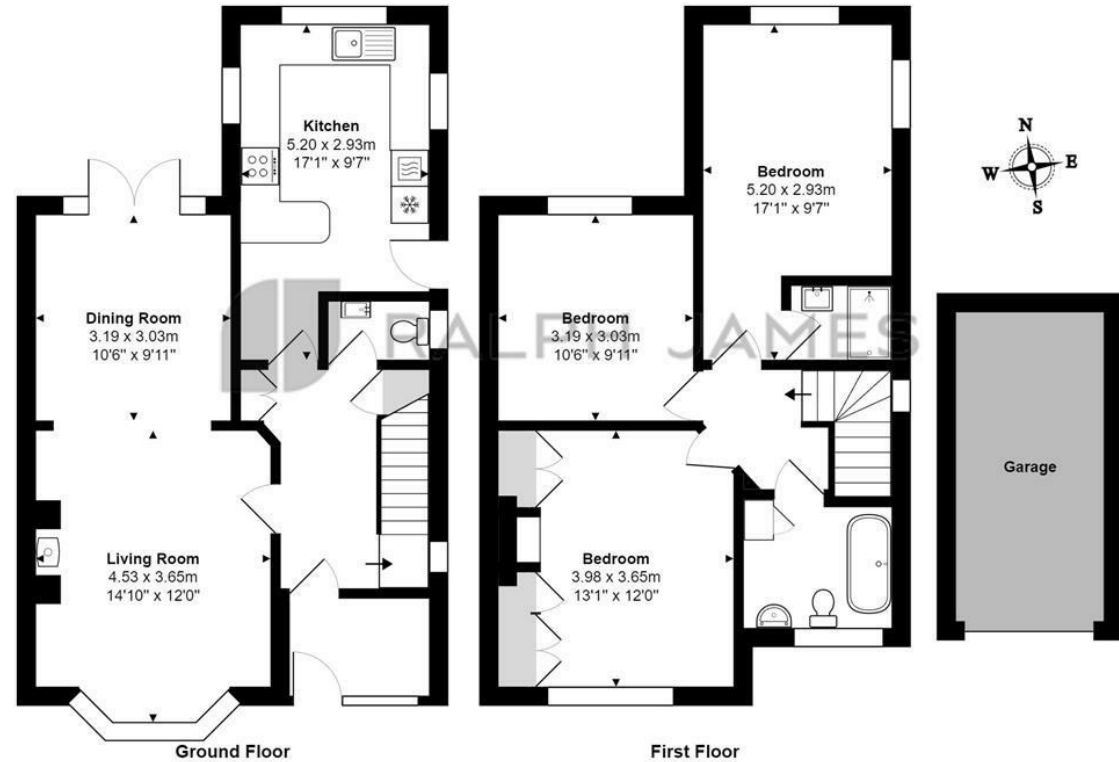 Kitchen
5.20 x 2.93m
17'1" x 9'7"
Dining Room
3.19 x 3.03m
10'6" x 9'11"
Living Room
4.53 x 3.65m
14'10" x 12'0"
Ground Floor
Bedroom
5.20 x 2.93m
17'1" x 9'7"
Bedroom
3.19 x 3.03m
10'6" x 9'11"
Bedroom
3.98 x 3.65m
13'1" x 12'0"
First Floor
N
W E
S
Garage
RALPH JAMES